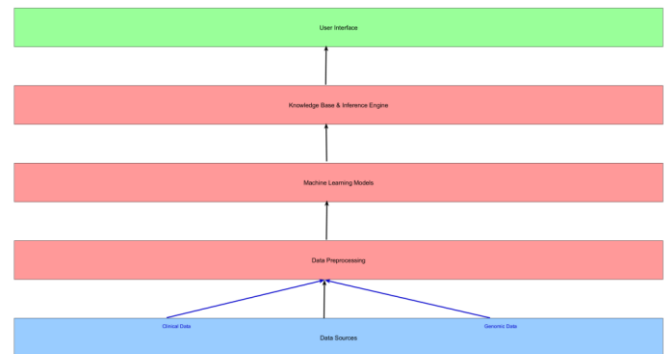 User Interface
Knowledge Base & Inference Engine
Machine Learning Models
Data Preprocessing
Clinical Data
Genomic Data
Data Sources